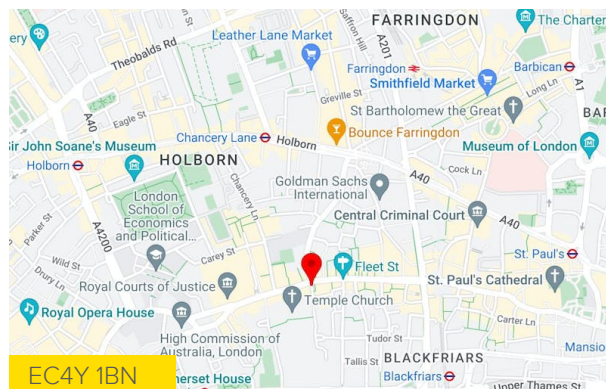 FARRINGDON
The Charter
ery
Theobalds Rd
Leather Lane Market
Saffron Hill
A201
Farringdon
Barbican
Smithfield Market
A1
Long Ln
Greville St
A40
Eagle St
St Bartholomew the Great
BAR
Bounce Farringdon
Chancery Lane
Holborn
Sir John Soane's Museum
Museum of London
Holborn
HOLBORN
Cock Ln
A40
Goldman Sachs
International
London
School of
Economics
and Political...
Chancery Ln
Central Criminal Court
A40
Parker St
A4200
Carey St
Wild St
Drury Ln
St. Paul's
Fleet St
St. Paul's Cathedral
Royal Courts of Justice
Temple Church
Royal Opera House
Carter Ln
High Commission of
Australia, London
Tudor St
Mansio
Tallis St
BLACKFRIARS
EC4Y 1BN
merset House
Blackfriars
Upper Thames St